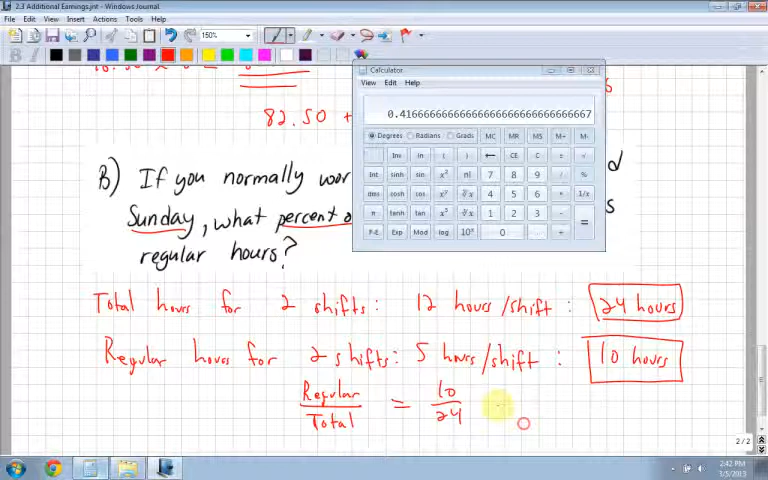 2.3 Additional Earnings.jnt - Windows Journal
File Edit View Insert Actions Tools Help
150%
Calculator
View Edit Help
0.41666666666666666666666666666667
Degrees Radians Grads MC MR MS M+ M-
Inv ln ( ) ← CE C ± √
Int sinh sin x² n! 7 8 9 / %
dms cosh cos xʸ ʸ√x 4 5 6 * 1/x
π tanh tan x³ ³√x 1 2 3 - =
F-E Exp Mod log 10ˣ 0 . +
82.50 +
B) If you normally wor d
Sunday, what percent o s
regular hours?
Total hours for 2 shifts: 12 hours/shift: 24 hours
Regular hours for 2 shifts: 5 hours/shift: 10 hours
Regular
Total
=
10
24
2/2
2:42 PM
3/5/2013